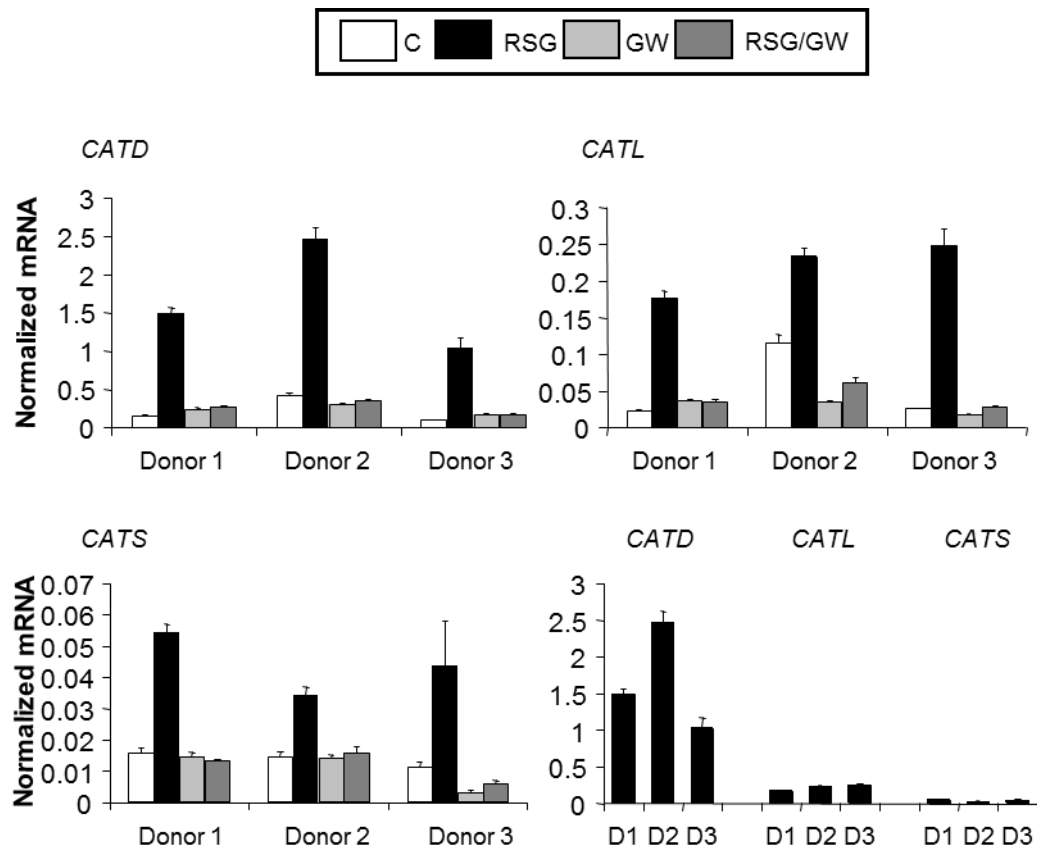 C RSG GW RSG/GW
CATD CATL
Normalized mRNA
3
2.5
2
1.5
1
0.5
0
Donor 1 Donor 2 Donor 3
0.3
0.25
0.2
0.15
0.1
0.05
0
Donor 1 Donor 2 Donor 3
CATS
Normalized mRNA
0.07
0.06
0.05
0.04
0.03
0.02
0.01
0
Donor 1 Donor 2 Donor 3
CATD CATL CATS
3
2.5
2
1.5
1
0.5
0
D1 D2 D3 D1 D2 D3 D1 D2 D3